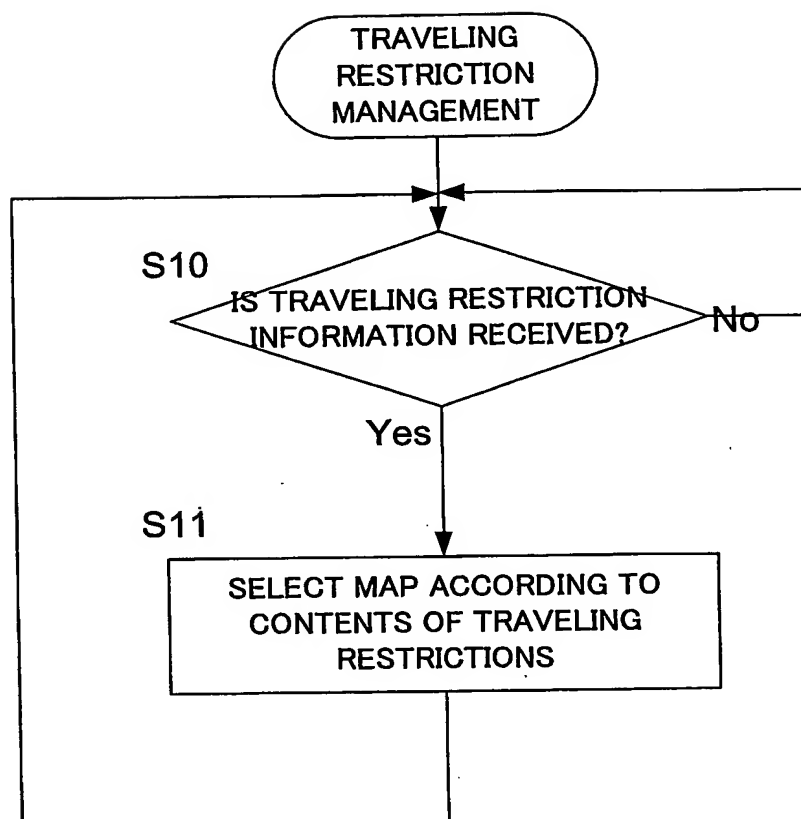 TRAVELING
RESTRICTION
MANAGEMENT
S10
IS TRAVELING RESTRICTION
INFORMATION RECEIVED?
No
Yes
S11
SELECT MAP ACCORDING TO
CONTENTS OF TRAVELING
RESTRICTIONS